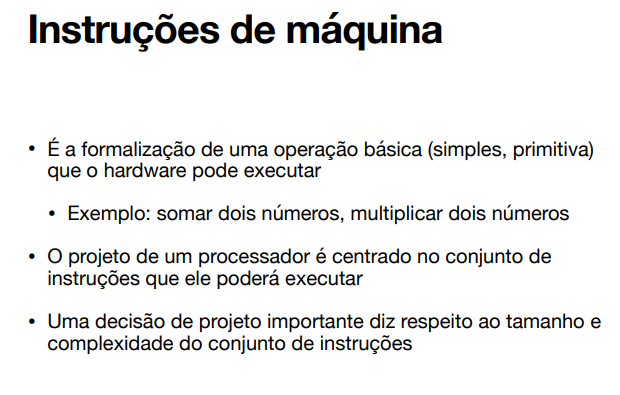 Instruções de máquina
• É a formalização de uma operação básica (simples, primitiva)
que o hardware pode executar
• Exemplo: somar dois números, multiplicar dois números
• O projeto de um processador é centrado no conjunto de
instruções que ele poderá executar
• Uma decisão de projeto importante diz respeito ao tamanho e
complexidade do conjunto de instruções